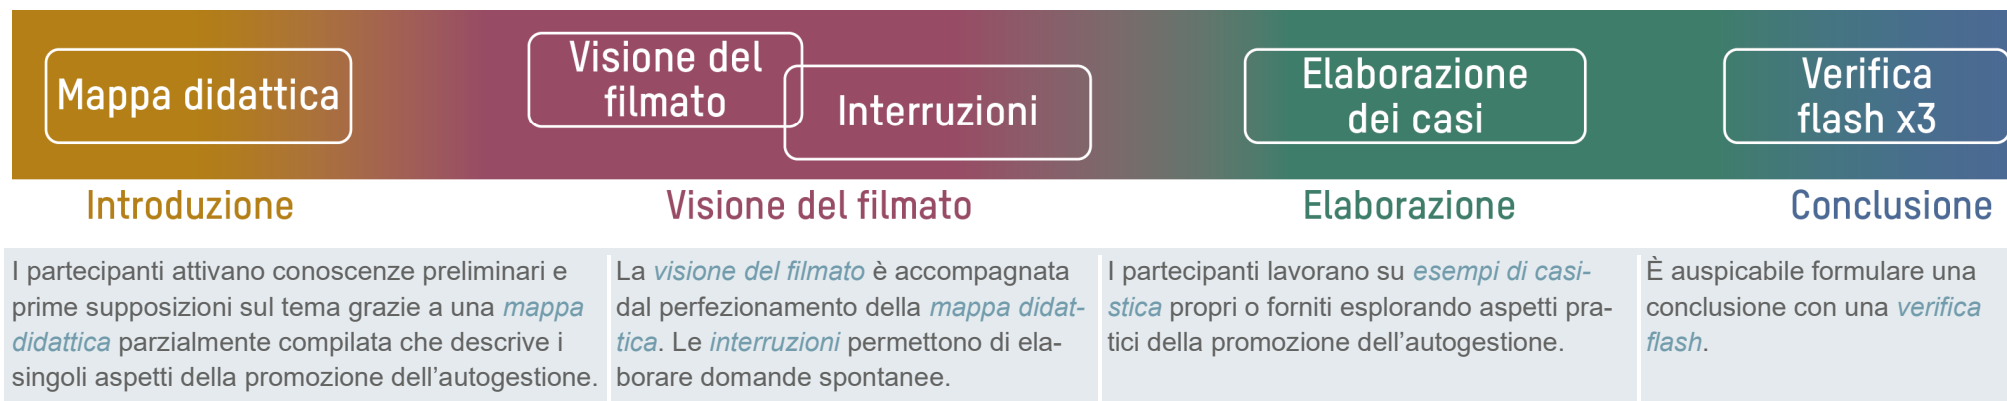 Mappa didattica
Visione del
filmato
Interruzioni
Elaborazione
dei casi
Verifica
flash x3
Introduzione
Visione del filmato
Elaborazione
Conclusione
I partecipanti attivano conoscenze preliminari e
prime supposizioni sul tema grazie a una mappa
didattica parzialmente compilata che descrive i
singoli aspetti della promozione dell’autogestione.
La visione del filmato è accompagnata
dal perfezionamento della mappa didat-
tica. Le interruzioni permettono di ela-
borare domande spontanee.
I partecipanti lavorano su esempi di casi-
stica propri o forniti esplorando aspetti pra-
tici della promozione dell’autogestione.
È auspicabile formulare una
conclusione con una verifica
flash.